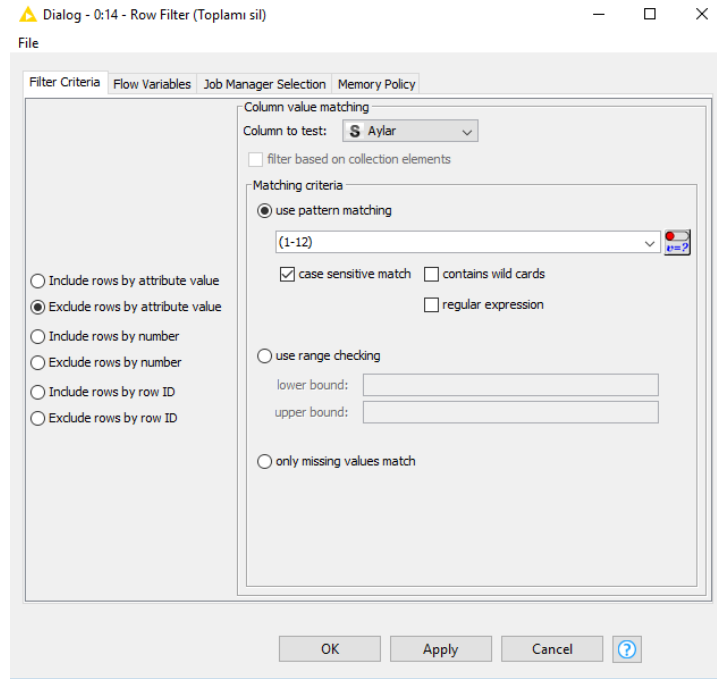 Dialog - 0:14 - Row Filter (Toplamı sil)
File
Filter Criteria Flow Variables Job Manager Selection Memory Policy
Column value matching
Column to test: S Aylar
filter based on collection elements
Matching criteria
use pattern matching
(1-12)
v=?
case sensitive match contains wild cards
regular expression
Include rows by attribute value
Exclude rows by attribute value
Include rows by number
Exclude rows by number
Include rows by row ID
Exclude rows by row ID
use range checking
lower bound:
upper bound:
only missing values match
OK Apply Cancel ?